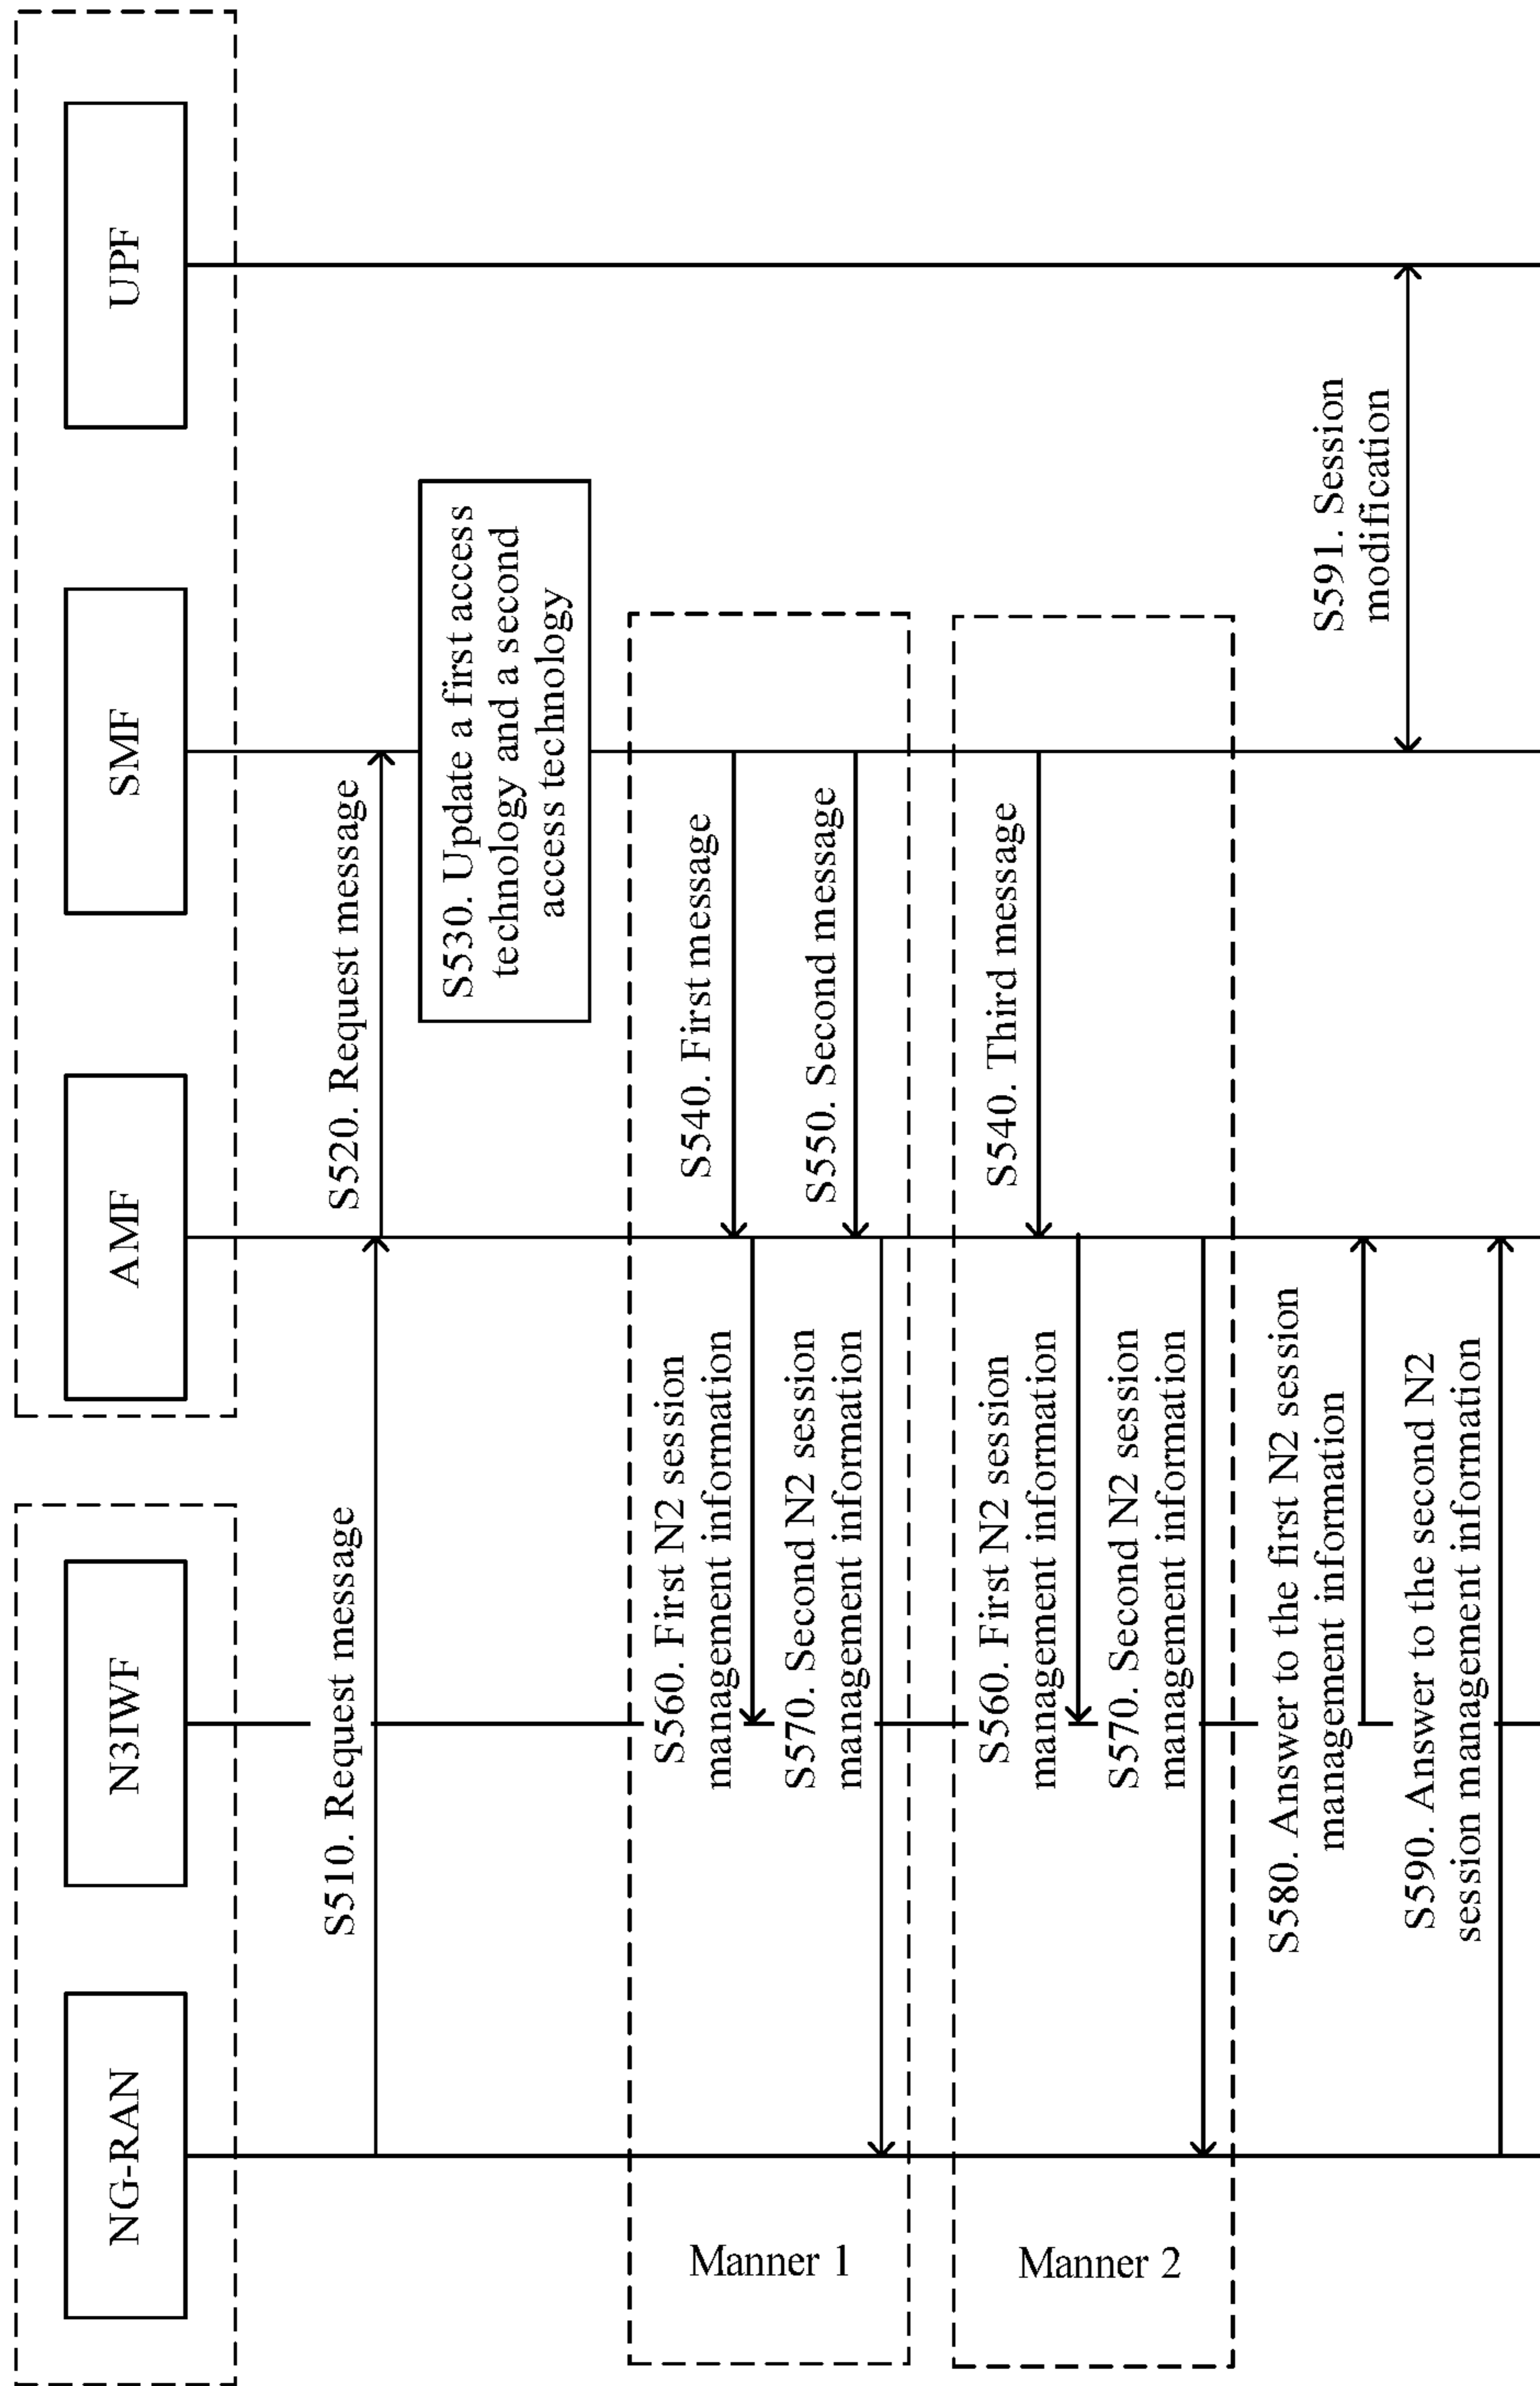 NG-RAN
N3IWF
AMF
SMF
UPF
S510. Request message
S520. Request message
S530. Update a first access
technology and a second
access technology
Manner 1
S540. First message
S560. First N2 session
management information
S550. Second message
S570. Second N2 session
management information
Manner 2
S540. Third message
S560. First N2 session
management information
S570. Second N2 session
management information
S580. Answer to the first N2 session
management information
S591. Session
modification
S590. Answer to the second N2
session management information